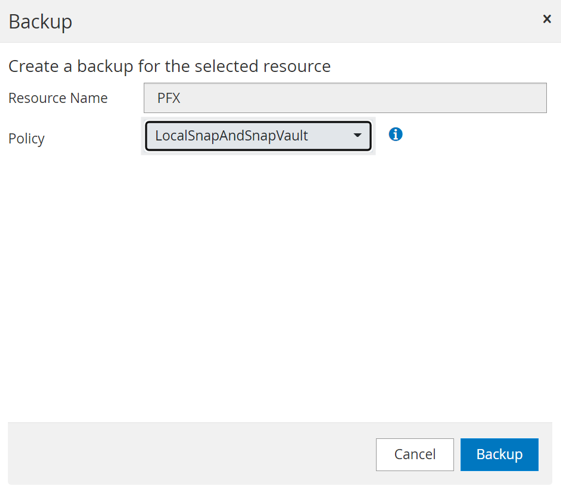 Backup ×
Create a backup for the selected resource
Resource Name PFX
Policy LocalSnapAndSnapVault i
Cancel Backup